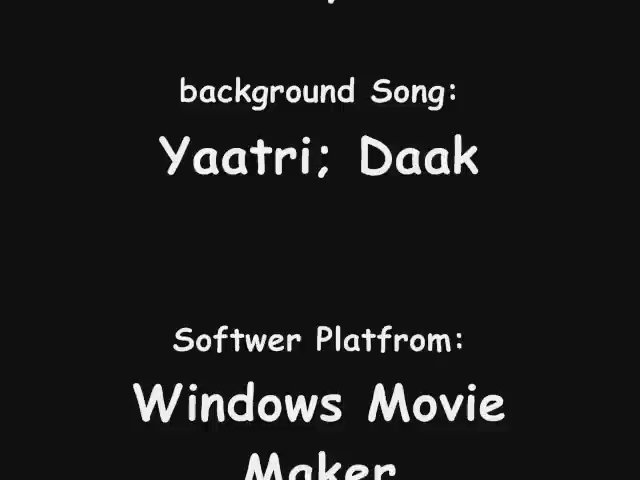 background Song:
Yaatri; Daak
Softwer Platfrom:
Windows Movie
Maker